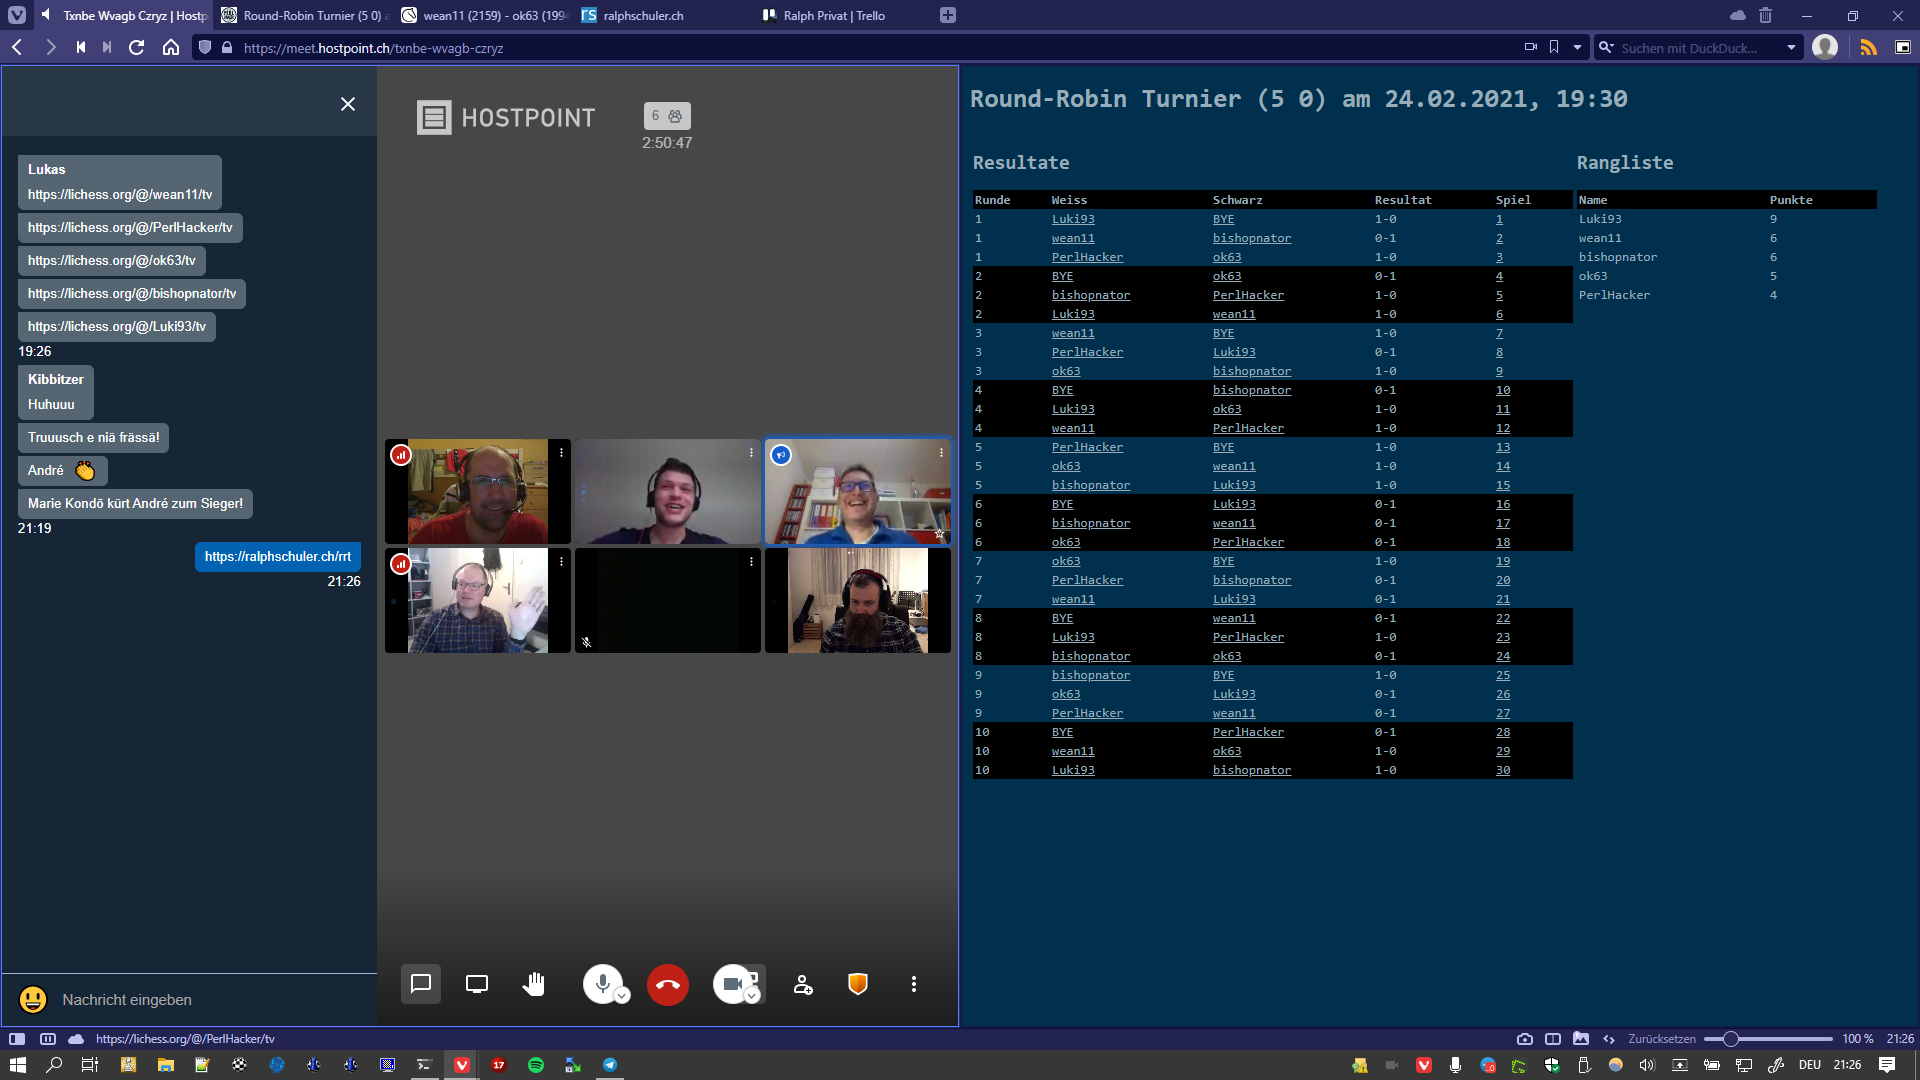 Txnbe Wvagb Czryz | Hostp
Round-Robin Turnier (5 0) a
wean11 (2159) - ok63 (199
ralphschuler.ch
Ralph Privat | Trello
https://meet.hostpoint.ch/txnbe-wvagb-czryz
Suchen mit DuckDuck...
Lukas
https://lichess.org/@/wean11/tv
https://lichess.org/@/PerlHacker/tv
https://lichess.org/@/ok63/tv
https://lichess.org/@/bishopnator/tv
https://lichess.org/@/Luki93/tv
19:26
Kibbitzer
Huhuuu
Truuusch e niä frässä!
André 👏
Marie Kondō kürt André zum Sieger!
21:19
https://ralphschuler.ch/rrt
21:26
Nachricht eingeben
HOSTPOINT
6
2:50:47
Round-Robin Turnier (5 0) am 24.02.2021, 19:30
Resultate
Runde Weiss Schwarz Resultat Spiel
1 Luki93 BYE 1-0 1
1 wean11 bishopnator 0-1 2
1 PerlHacker ok63 1-0 3
2 BYE ok63 0-1 4
2 bishopnator PerlHacker 1-0 5
2 Luki93 wean11 1-0 6
3 wean11 BYE 1-0 7
3 PerlHacker Luki93 0-1 8
3 ok63 bishopnator 1-0 9
4 BYE bishopnator 0-1 10
4 Luki93 ok63 1-0 11
4 wean11 PerlHacker 1-0 12
5 PerlHacker BYE 1-0 13
5 ok63 wean11 1-0 14
5 bishopnator Luki93 1-0 15
6 BYE Luki93 0-1 16
6 bishopnator wean11 0-1 17
6 ok63 PerlHacker 0-1 18
7 ok63 BYE 1-0 19
7 PerlHacker bishopnator 0-1 20
7 wean11 Luki93 0-1 21
8 BYE wean11 0-1 22
8 Luki93 PerlHacker 1-0 23
8 bishopnator ok63 0-1 24
9 bishopnator BYE 1-0 25
9 ok63 Luki93 0-1 26
9 PerlHacker wean11 0-1 27
10 BYE PerlHacker 0-1 28
10 wean11 ok63 1-0 29
10 Luki93 bishopnator 1-0 30
Rangliste
Name Punkte
Luki93 9
wean11 6
bishopnator 6
ok63 5
PerlHacker 4
https://lichess.org/@/PerlHacker/tv
Zurücksetzen
100 %
21:26
17
DEU
21:26